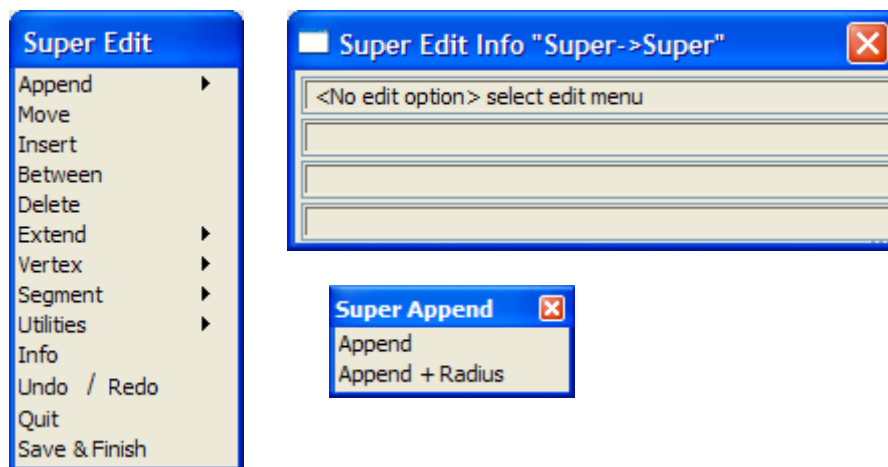 Super Edit
Append
Move
Insert
Between
Delete
Extend
Vertex
Segment
Utilities
Info
Undo / Redo
Quit
Save & Finish
Super Edit Info "Super->Super"
<No edit option> select edit menu
Super Append
Append
Append + Radius